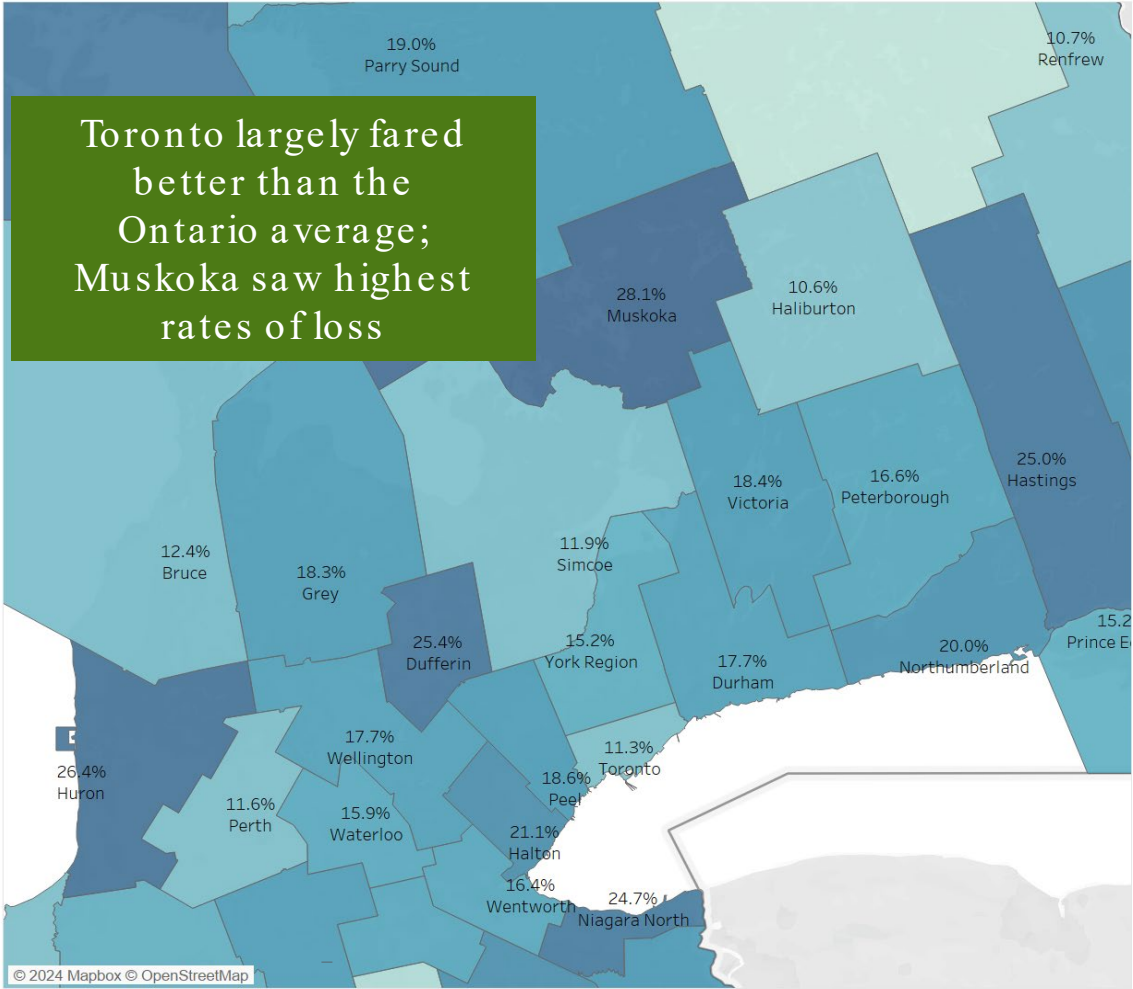 19.0%
Parry Sound
10.7%
Renfrew
Toronto largely fared
better than the
Ontario average;
Muskoka saw highest
rates of loss
28.1%
Muskoka
10.6%
Haliburton
25.0%
Hastings
18.4%
Victoria
16.6%
Peterborough
12.4%
Bruce
18.3%
Grey
11.9%
Simcoe
25.4%
Dufferin
15.2%
York Region
17.7%
Durham
20.0%
Northumberland
15.2
Prince E
26.4%
Huron
17.7%
Wellington
11.3%
Toronto
18.6%
Peel
11.6%
Perth
15.9%
Waterloo
21.1%
Halton
16.4%
Wentworth
24.7%
Niagara North
© 2024 Mapbox © OpenStreetMap